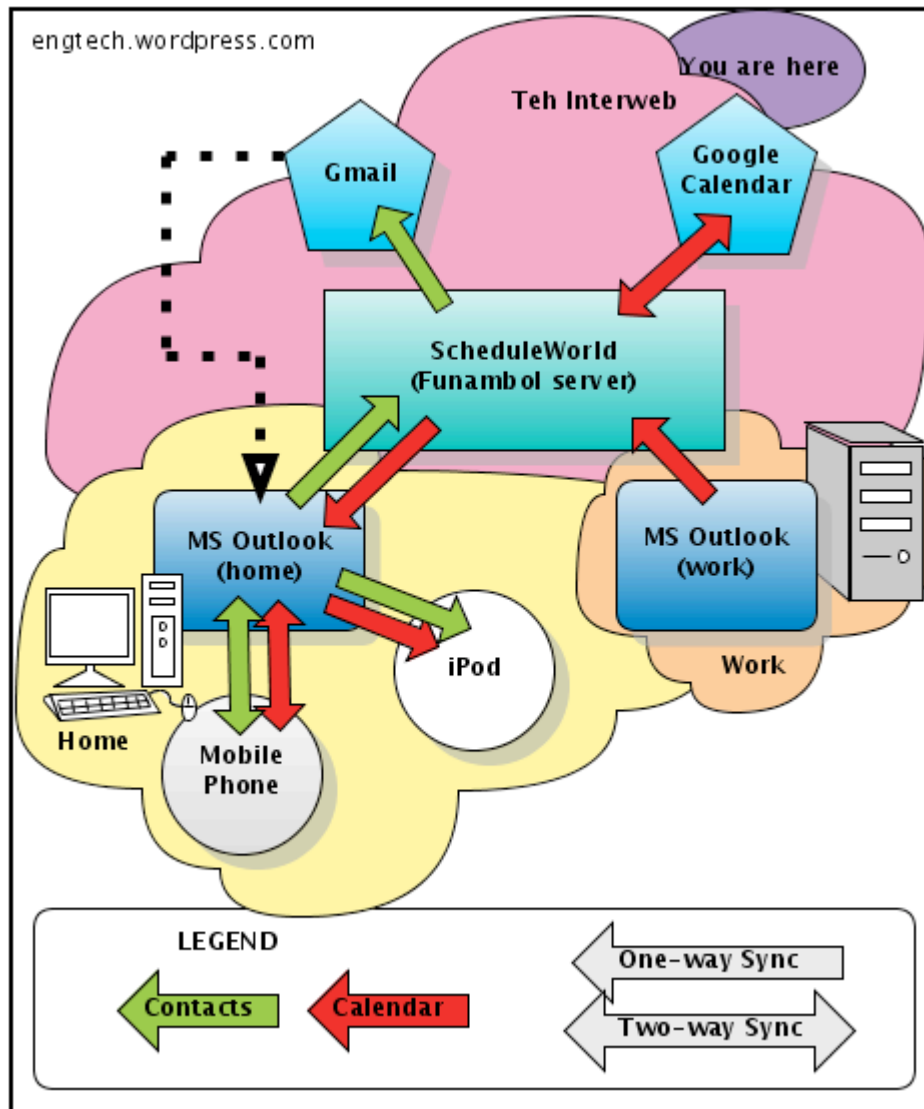 engtech.wordpress.com
You are here
Teh Interweb
Gmail
Google
Calendar
ScheduleWorld
(Funambol server)
MS Outlook
(home)
MS Outlook
(work)
iPod
Work
Home
Mobile
Phone
LEGEND
Contacts
Calendar
One-way Sync
Two-way Sync